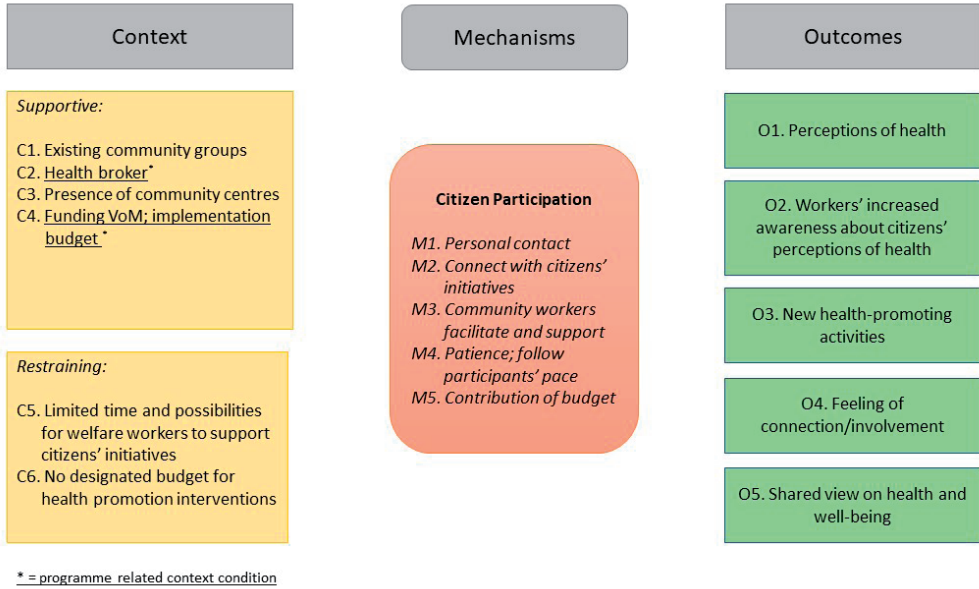 Context
Supportive:
C1. Existing community groups
C2. Health broker*
C3. Presence of community centres
C4. Funding VoM; implementation
budget *
Restraining:
C5. Limited time and possibilities
for welfare workers to support
citizens' initiatives
C6. No designated budget for
health promotion interventions
* = programme related context condition
Mechanisms
Citizen Participation
M1. Personal contact
M2. Connect with citizens'
initiatives
M3. Community workers
facilitate and support
M4. Patience; follow
participants' pace
M5. Contribution of budget
Outcomes
O1. Perceptions of health
O2. Workers' increased
awareness about citizens'
perceptions of health
O3. New health-promoting
activities
O4. Feeling of
connection/involvement
O5. Shared view on health and
well-being